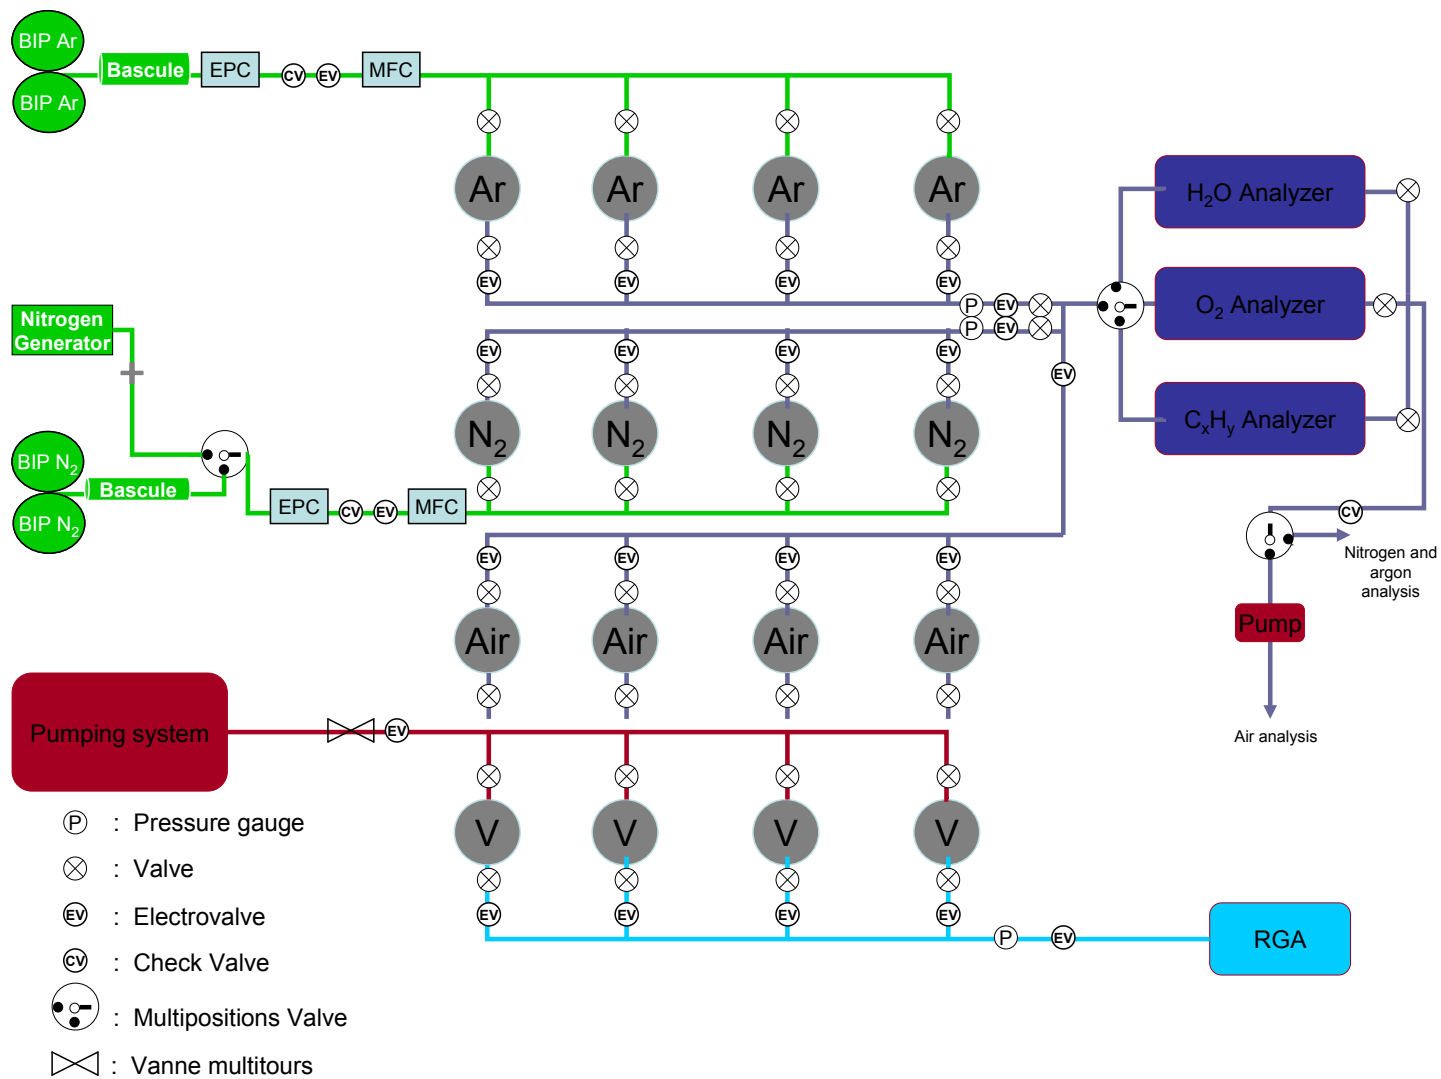 BIP Ar
BIP Ar
Bascule
EPC
CV
EV
MFC
Ar
Ar
Ar
Ar
EV
EV
EV
EV
P
EV
H2O Analyzer
O2 Analyzer
CxHy Analyzer
Nitrogen
Generator
P
EV
EV
EV
EV
EV
EV
N2
N2
N2
N2
BIP N2
BIP N2
Bascule
EPC
CV
EV
MFC
EV
EV
EV
EV
Air
Air
Air
Air
CV
Nitrogen and
argon
analysis
Pump
Air analysis
Pumping system
EV
V
V
V
V
EV
EV
EV
EV
P
EV
RGA
P : Pressure gauge
: Valve
EV : Electrovalve
CV : Check Valve
: Multipositions Valve
: Vanne multitours